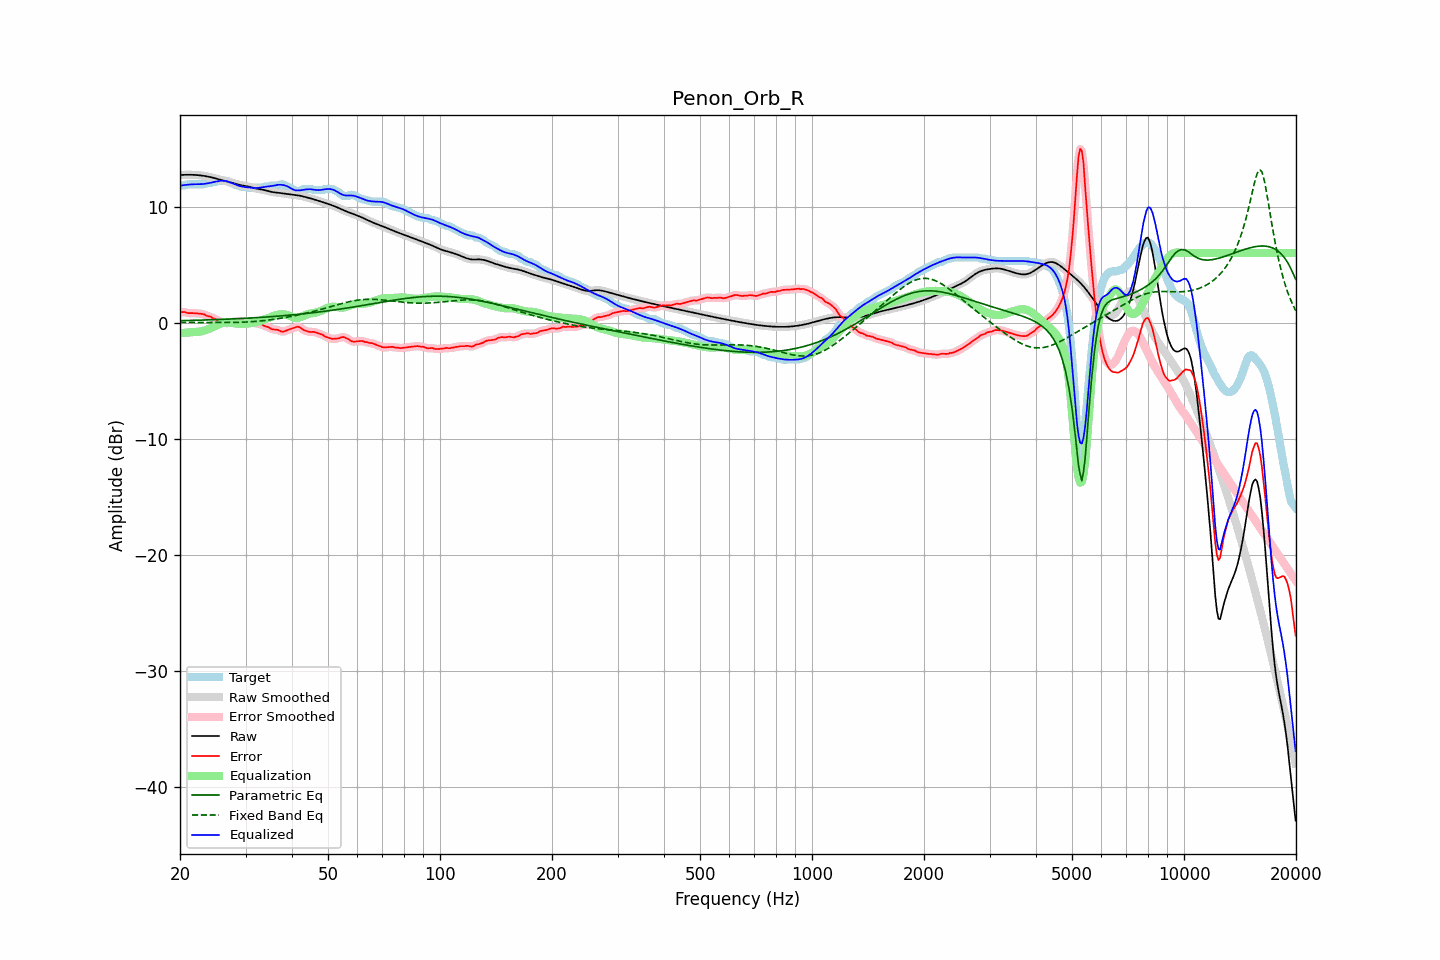 Penon_Orb_R
Amplitude (dBr)
10
0
−10
−20
−30
−40
Target
Raw Smoothed
Error Smoothed
Raw
Error
Equalization
Parametric Eq
Fixed Band Eq
Equalized
20 50 100 200 500 1000 2000 5000 10000 20000
Frequency (Hz)